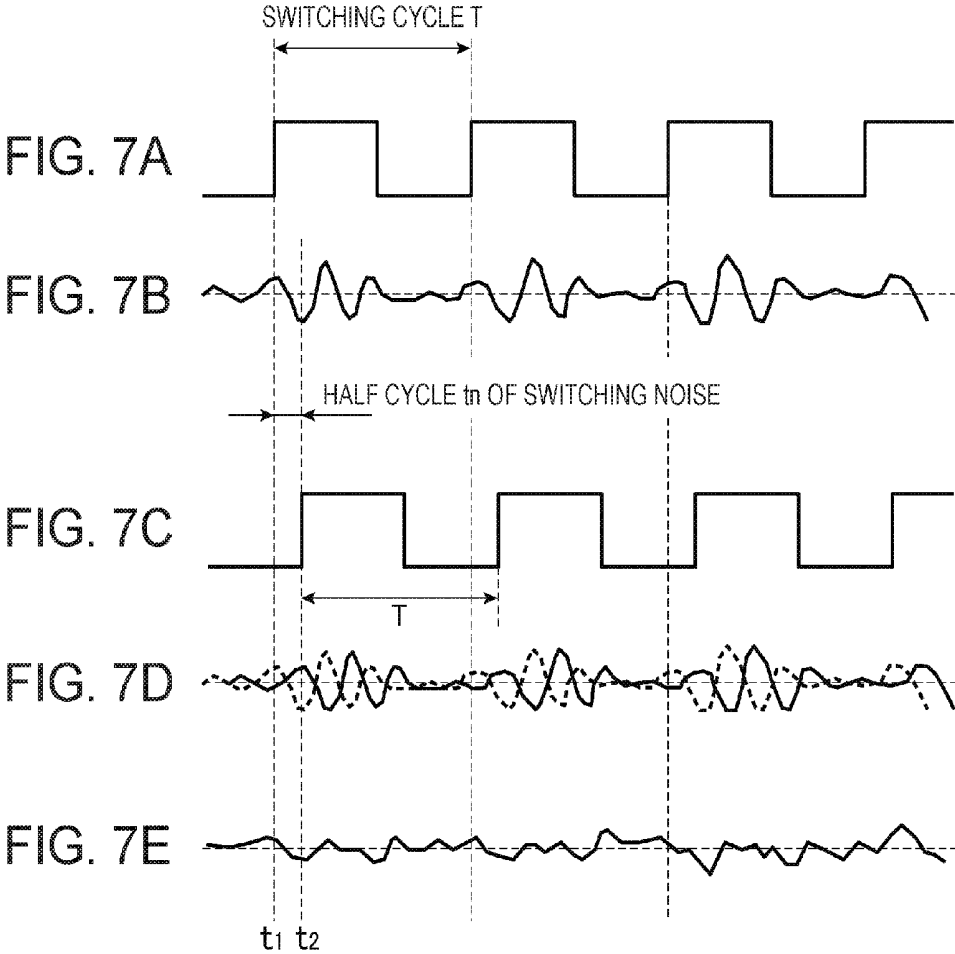 SWITCHING CYCLE T
FIG. 7A
FIG. 7B
HALF CYCLE tn OF SWITCHING NOISE
FIG. 7C
T
FIG. 7D
FIG. 7E
t1 t2